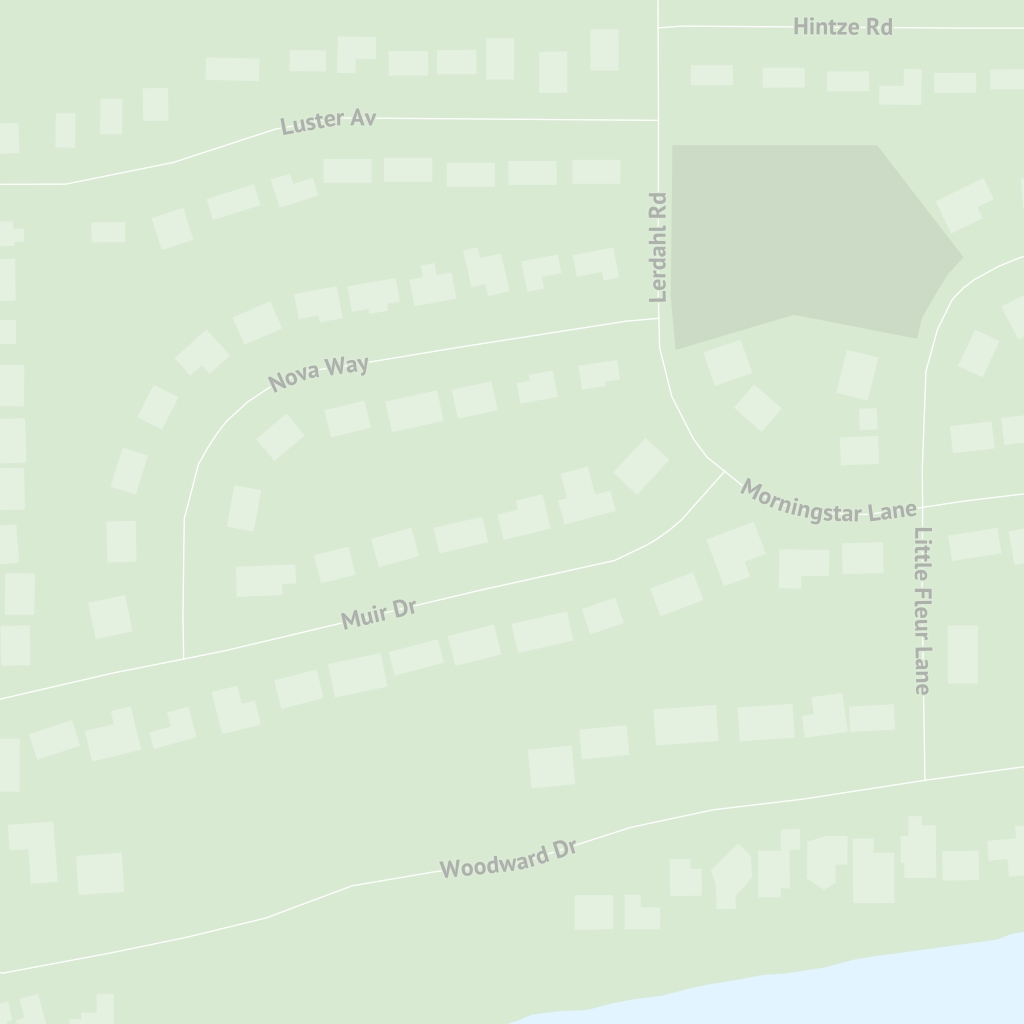 Hintze Rd
Luster Av
Lerdahl Rd
Nova Way
Morningstar Lane
Little Fleur Lane
Muir Dr
Woodward Dr